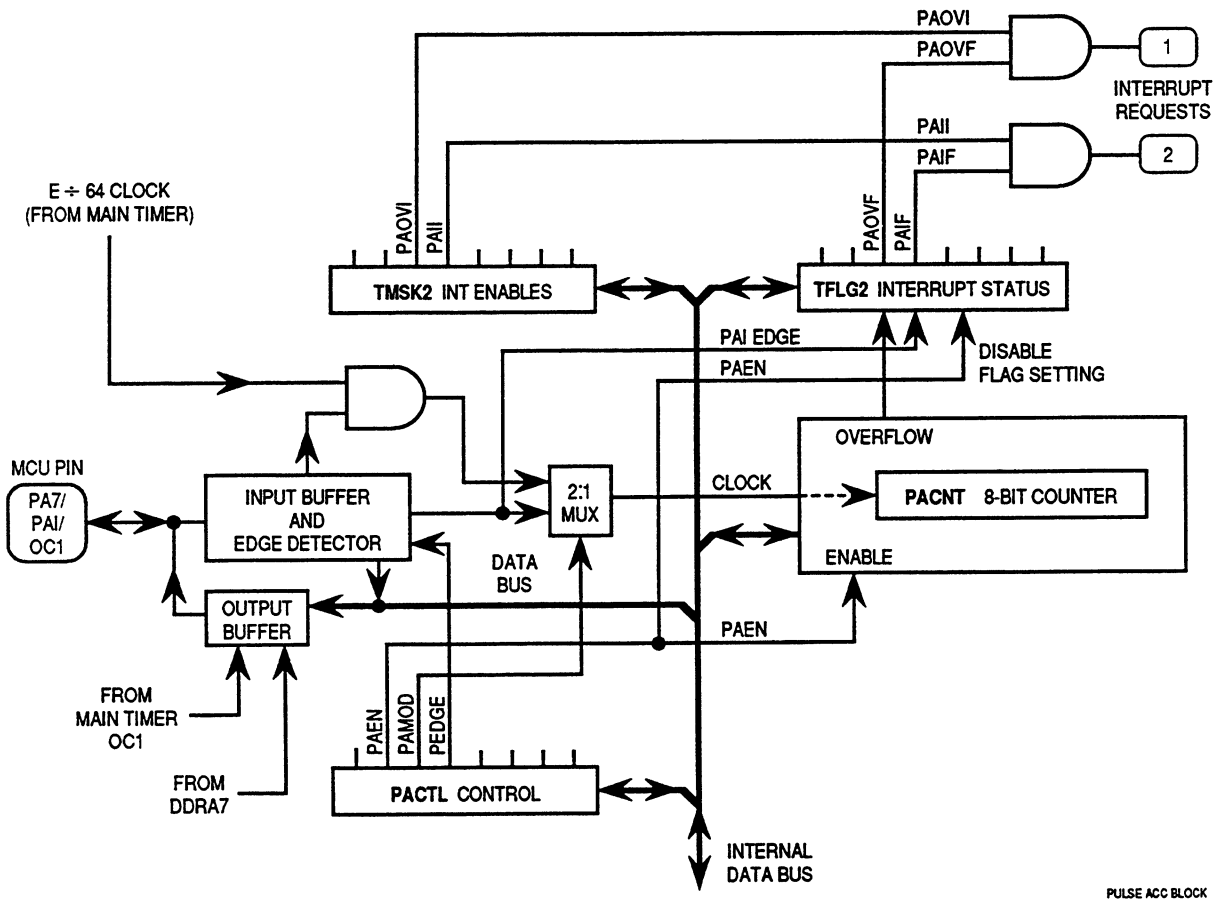 PAOVI
PAOVF
1
INTERRUPT
REQUESTS
PAII
PAIF
2
E ÷ 64 CLOCK
(FROM MAIN TIMER)
PAOVI
PAII
PAOVF
PAIF
TMSK2 INT ENABLES
TFLG2 INTERRUPT STATUS
PAI EDGE
PAEN
DISABLE
FLAG SETTING
OVERFLOW
MCU PIN
PA7/
PAI/
OC1
INPUT BUFFER
AND
EDGE DETECTOR
2:1
MUX
CLOCK
PACNT 8-BIT COUNTER
ENABLE
DATA
BUS
OUTPUT
BUFFER
PAEN
FROM
MAIN TIMER
OC1
PAEN
PAMOD
PEDGE
FROM
DDRA7
PACTL CONTROL
INTERNAL
DATA BUS
PULSE ACC BLOCK